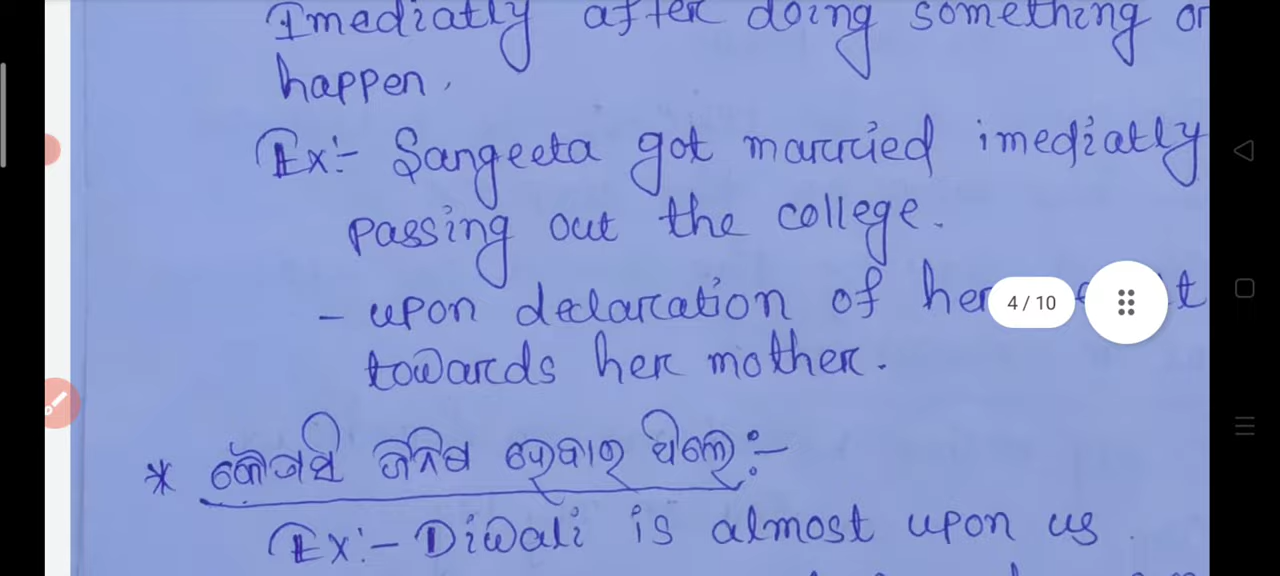 Imediatly after doing something or
happen.
Ex:- Sangeeta got married imediatly
passing out the college.
- upon declaration of her
towards her mother.
* କୌଣସି ଜିନିଷ ହେବାର ଥିଲେ :-
Ex:- Diwali is almost upon us
4 / 10